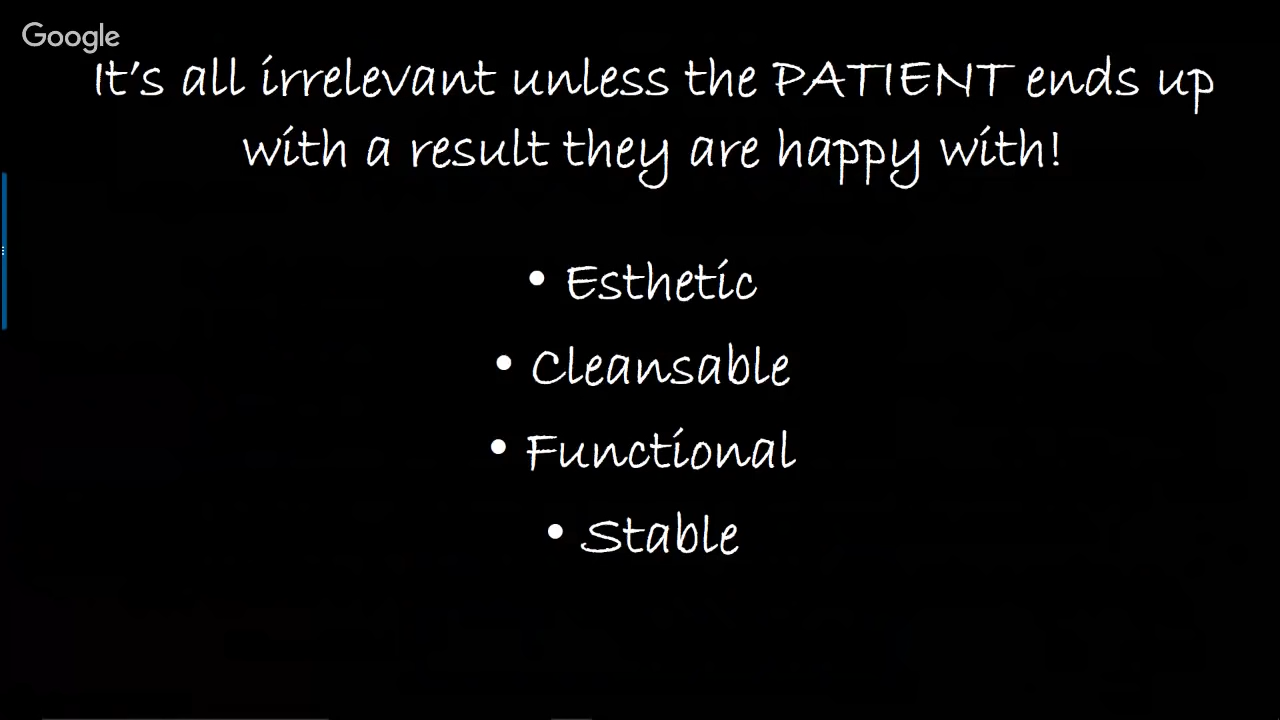 Google
It's all irrelevant unless the PATIENT ends up
with a result they are happy with!
• Esthetic
• Cleansable
• Functional
• Stable